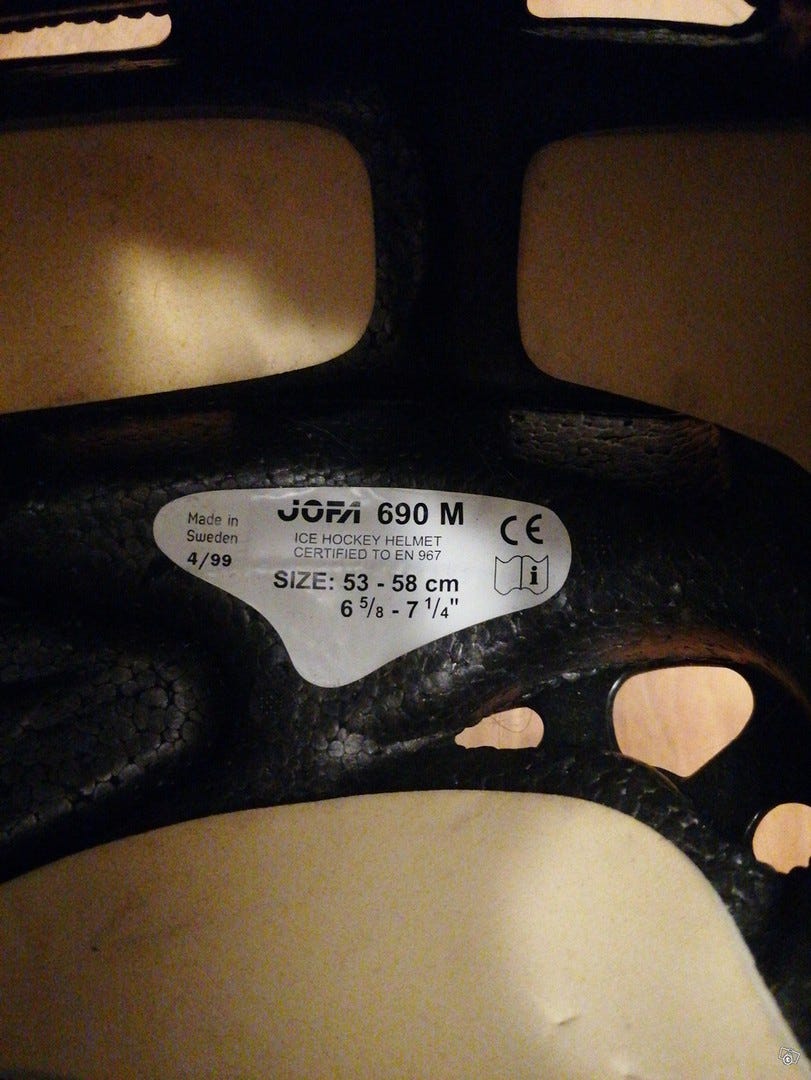 JOFA 690 M
Made in
Sweden
4/99
ICE HOCKEY HELMET
CERTIFIED TO EN 967
SIZE: 53 - 58 cm
6 5/8 - 7 1/4"
CE
i